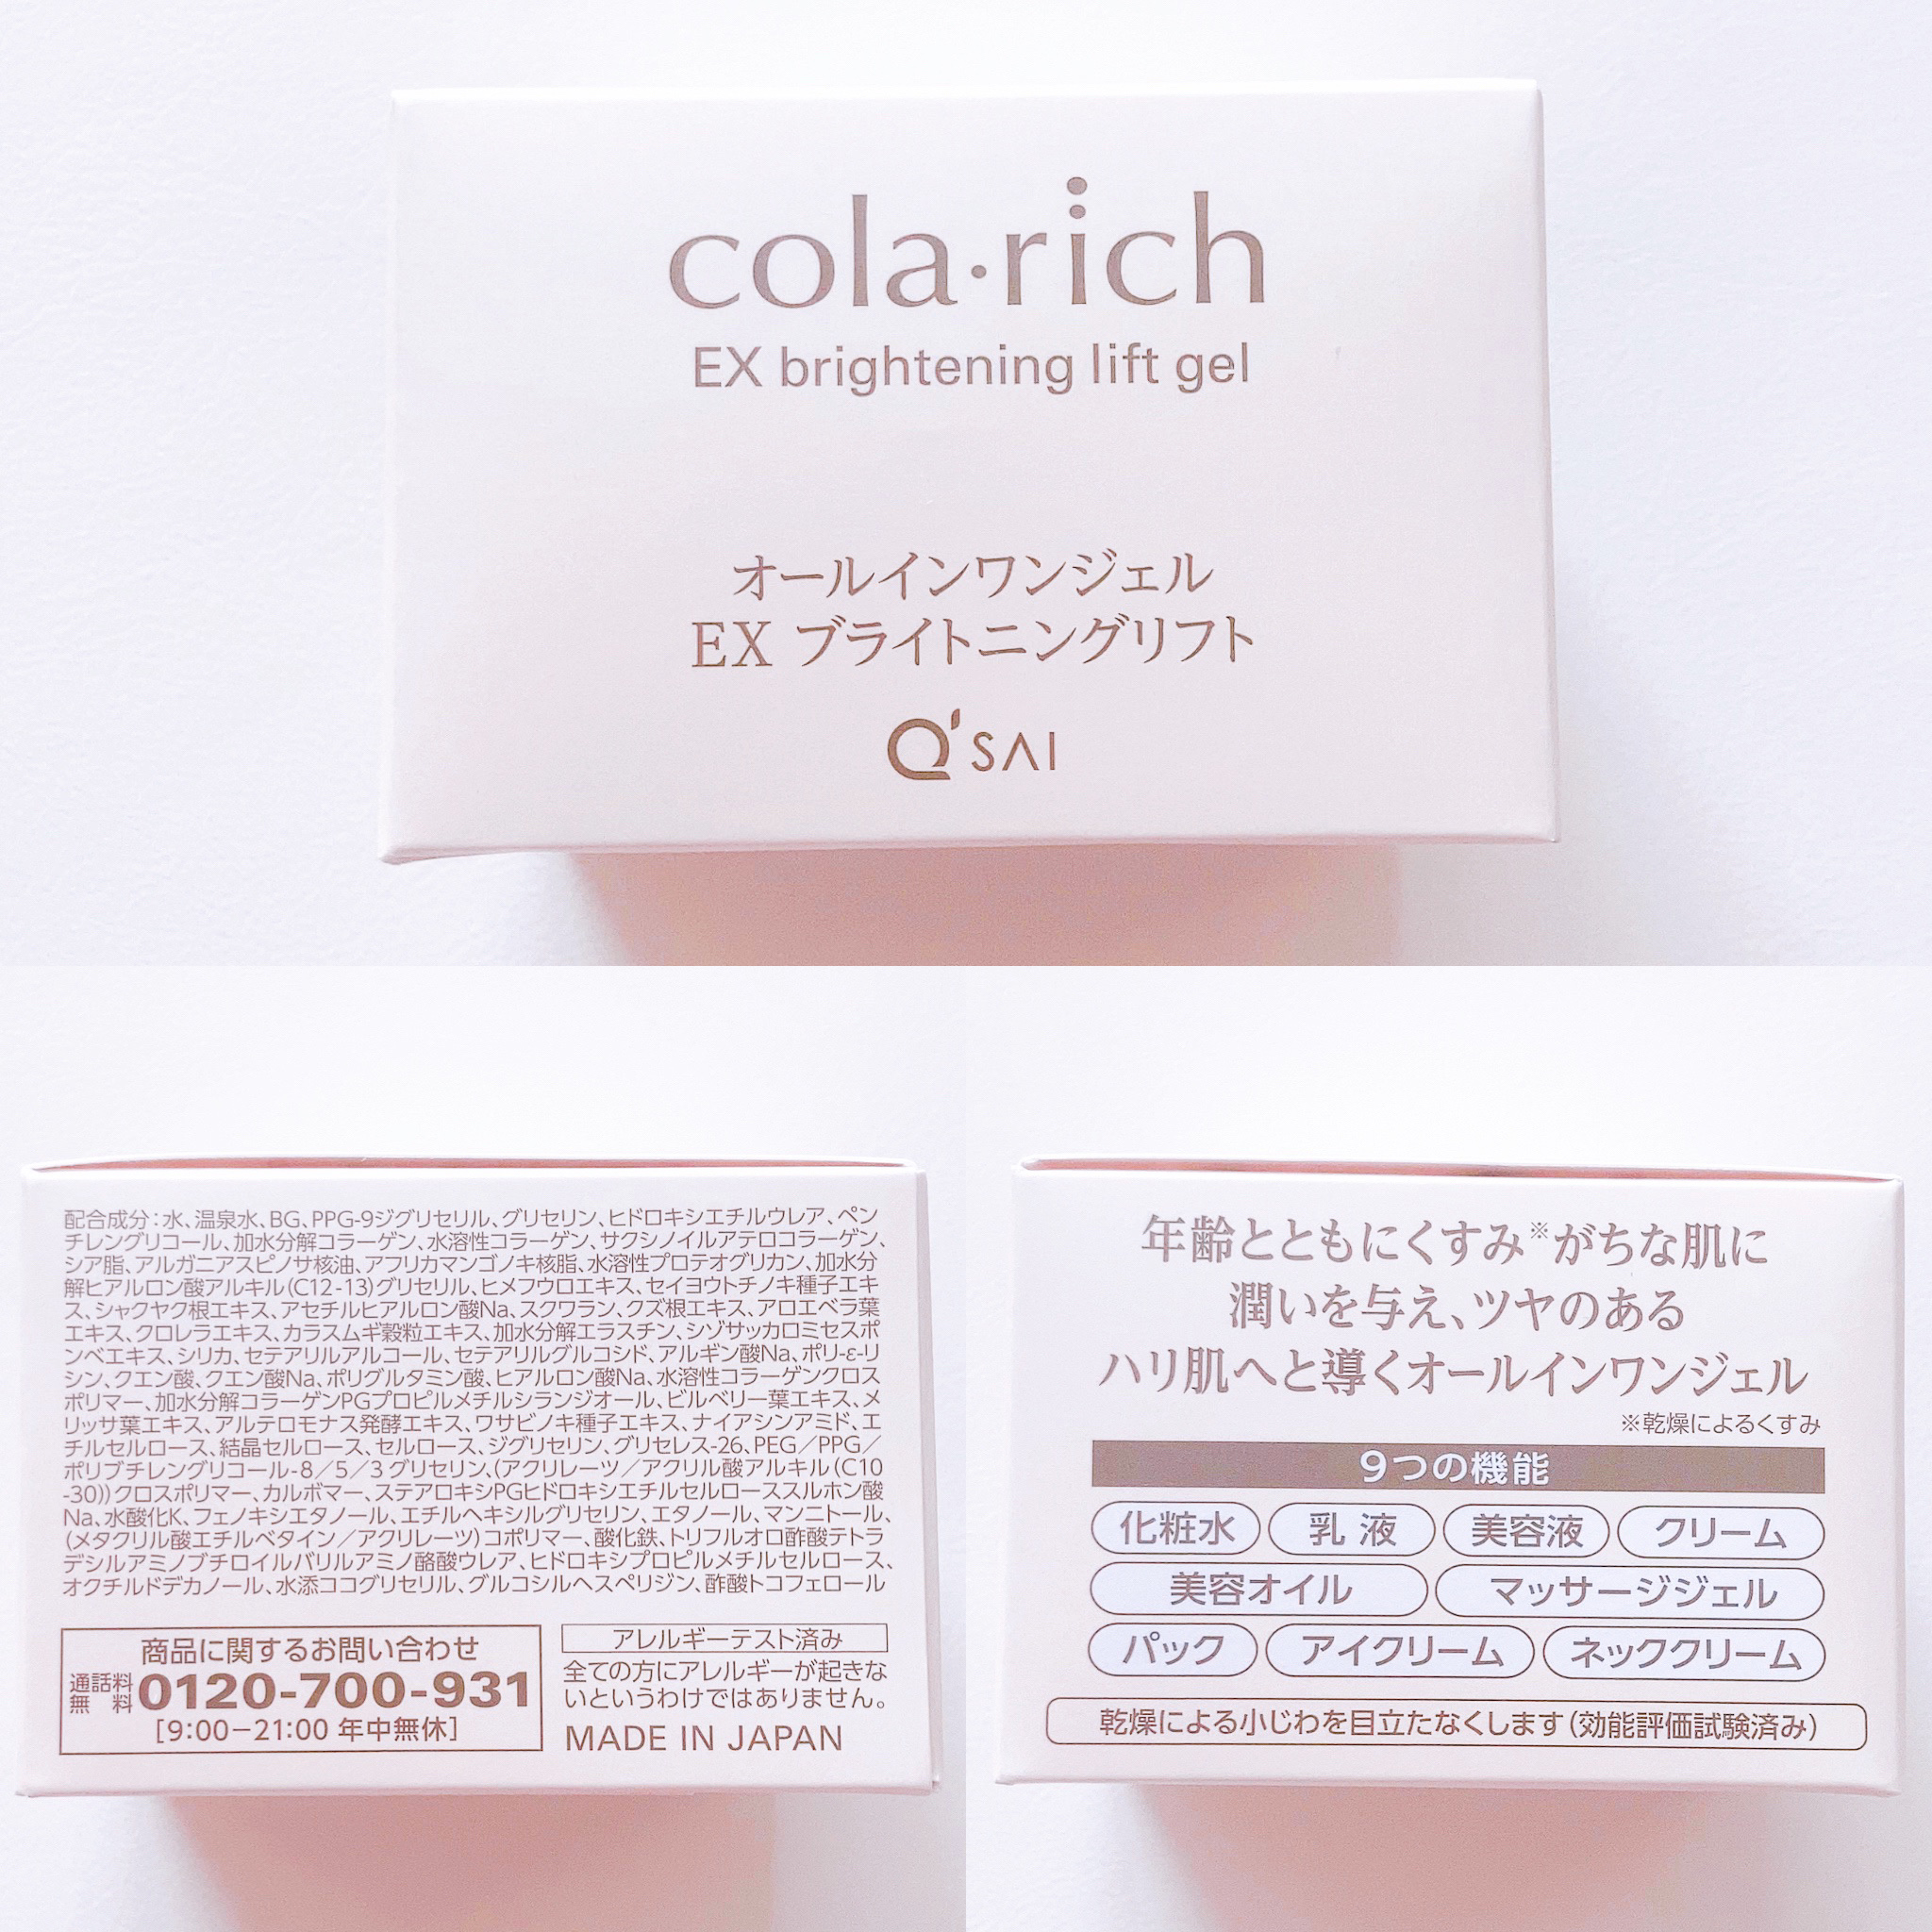 cola·rich
EX brightening lift gel
オールインワンジェル
EX ブライトニングリフト
Q'SAI
配合成分：水、温泉水、BG、PPG-9ジグリセリル、グリセリン、ヒドロキシエチルウレア、ペン
チレングリコール、加水分解コラーゲン、水溶性コラーゲン、サクシノイルアテロコラーゲン、
シア脂、アルガニアスピノサ核油、アフリカマンゴノキ核脂、水溶性プロテオグリカン、加水分
解ヒアルロン酸アルキル（C12-13）グリセリル、ヒメフウロエキス、セイヨウトチノキ種子エキ
ス、シャクヤク根エキス、アセチルヒアルロン酸Na、スクワラン、クズ根エキス、アロエベラ葉
エキス、クロレラエキス、カラスムギ穀粒エキス、加水分解エラスチン、シゾサッカロミセスポ
ンベエキス、シリカ、セテアリルアルコール、セテアリルグルコシド、アルギン酸Na、ポリ-ε-リ
シン、クエン酸、クエン酸Na、ポリグルタミン酸、ヒアルロン酸Na、水溶性コラーゲンクロス
ポリマー、加水分解コラーゲンPGプロピルメチルシランジオール、ビルベリー葉エキス、メ
リッサ葉エキス、アルテロモナス発酵エキス、ワサビノキ種子エキス、ナイアシンアミド、エ
チルセルロース、結晶セルロース、セルロース、ジグリセリン、グリセレス-26、PEG／PPG／
ポリブチレングリコール-8／5／3 グリセリン、（アクリレーツ／アクリル酸アルキル（C10
-30））クロスポリマー、カルボマー、ステアロキシPGヒドロキシエチルセルローススルホン酸
Na、水酸化K、フェノキシエタノール、エチルヘキシルグリセリン、エタノール、マンニトール、
（メタクリル酸エチルベタイン／アクリレーツ）コポリマー、酸化鉄、トリフルオロ酢酸テトラ
デシルアミノブチロイルバリルアミノ酪酸ウレア、ヒドロキシプロピルメチルセルロース、
オクチルドデカノール、水添ココグリセリル、グルコシルヘスペリジン、酢酸トコフェロール
商品に関するお問い合わせ
通話料
無 料
0120-700-931
［9:00−21:00 年中無休］
アレルギーテスト済み
全ての方にアレルギーが起きな
いというわけではありません。
MADE IN JAPAN
年齢とともにくすみ※がちな肌に
潤いを与え、ツヤのある
ハリ肌へと導くオールインワンジェル
※乾燥によるくすみ
9つの機能
化粧水 乳 液 美容液 クリーム
美容オイル マッサージジェル
パック アイクリーム ネッククリーム
乾燥による小じわを目立たなくします（効能評価試験済み）